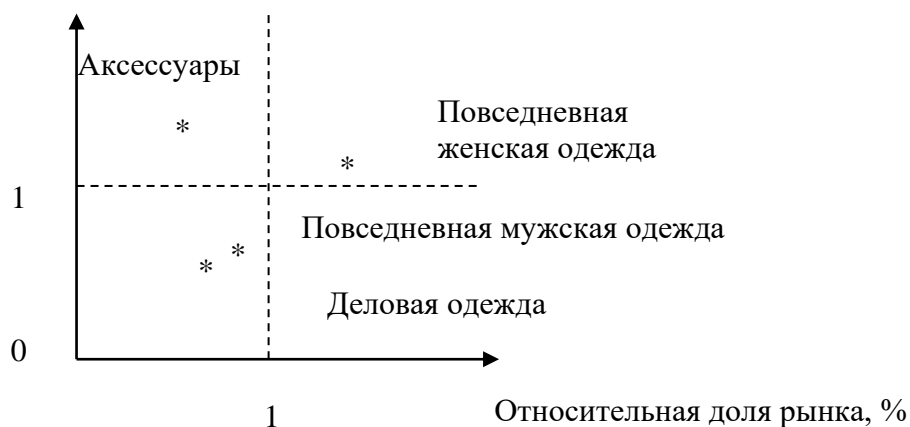 Аксессуары
Повседневная
женская одежда
*
*
1
Повседневная мужская одежда
*
*
Деловая одежда
0
1
Относительная доля рынка, %